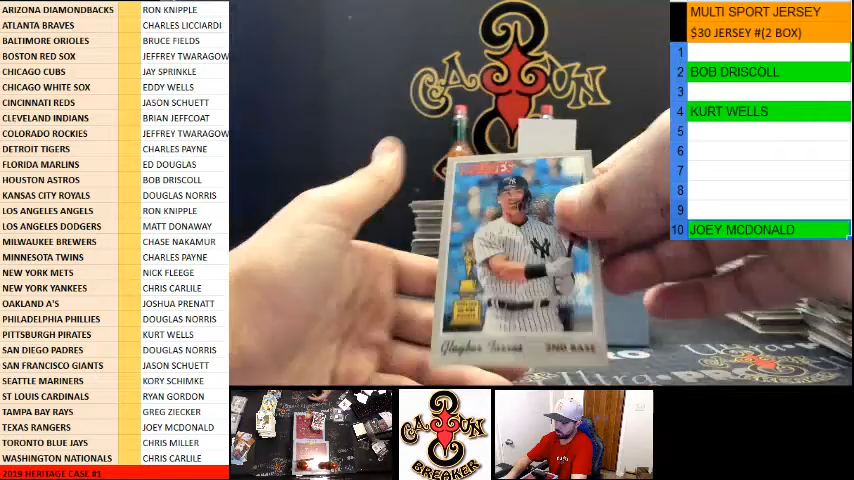 ARIZONA DIAMONDBACKS RON KNIPPLE
ATLANTA BRAVES CHARLES LICCIARDI
BALTIMORE ORIOLES BRUCE FIELDS
BOSTON RED SOX JEFFREY TWARAGOW
CHICAGO CUBS JAY SPRINKLE
CHICAGO WHITE SOX EDDY WELLS
CINCINNATI REDS JASON SCHUETT
CLEVELAND INDIANS BRIAN JEFFCOAT
COLORADO ROCKIES JEFFREY TWARAGOW
DETROIT TIGERS CHARLES PAYNE
FLORIDA MARLINS ED DOUGLAS
HOUSTON ASTROS BOB DRISCOLL
KANSAS CITY ROYALS DOUGLAS NORRIS
LOS ANGELES ANGELS RON KNIPPLE
LOS ANGELES DODGERS MATT DONAWAY
MILWAUKEE BREWERS CHASE NAKAMUR
MINNESOTA TWINS CHARLES PAYNE
NEW YORK METS NICK FLEEGE
NEW YORK YANKEES CHRIS CARLILE
OAKLAND A'S JOSHUA PRENATT
PHILADELPHIA PHILLIES DOUGLAS NORRIS
PITTSBURGH PIRATES KURT WELLS
SAN DIEGO PADRES DOUGLAS NORRIS
SAN FRANCISCO GIANTS JASON SCHUETT
SEATTLE MARINERS KORY SCHIMKE
ST LOUIS CARDINALS RYAN GORDON
TAMPA BAY RAYS GREG ZIECKER
TEXAS RANGERS JOEY MCDONALD
TORONTO BLUE JAYS CHRIS MILLER
WASHINGTON NATIONALS CHRIS CARLILE
2019 HERITAGE CASE #1
CAJUN
Gleyber Torres 2ND BASE
CAJUN
BREAKER
MULTI SPORT JERSEY
$30 JERSEY #(2 BOX)
1
2 BOB DRISCOLL
3
4 KURT WELLS
5
6
7
8
9
10 JOEY MCDONALD